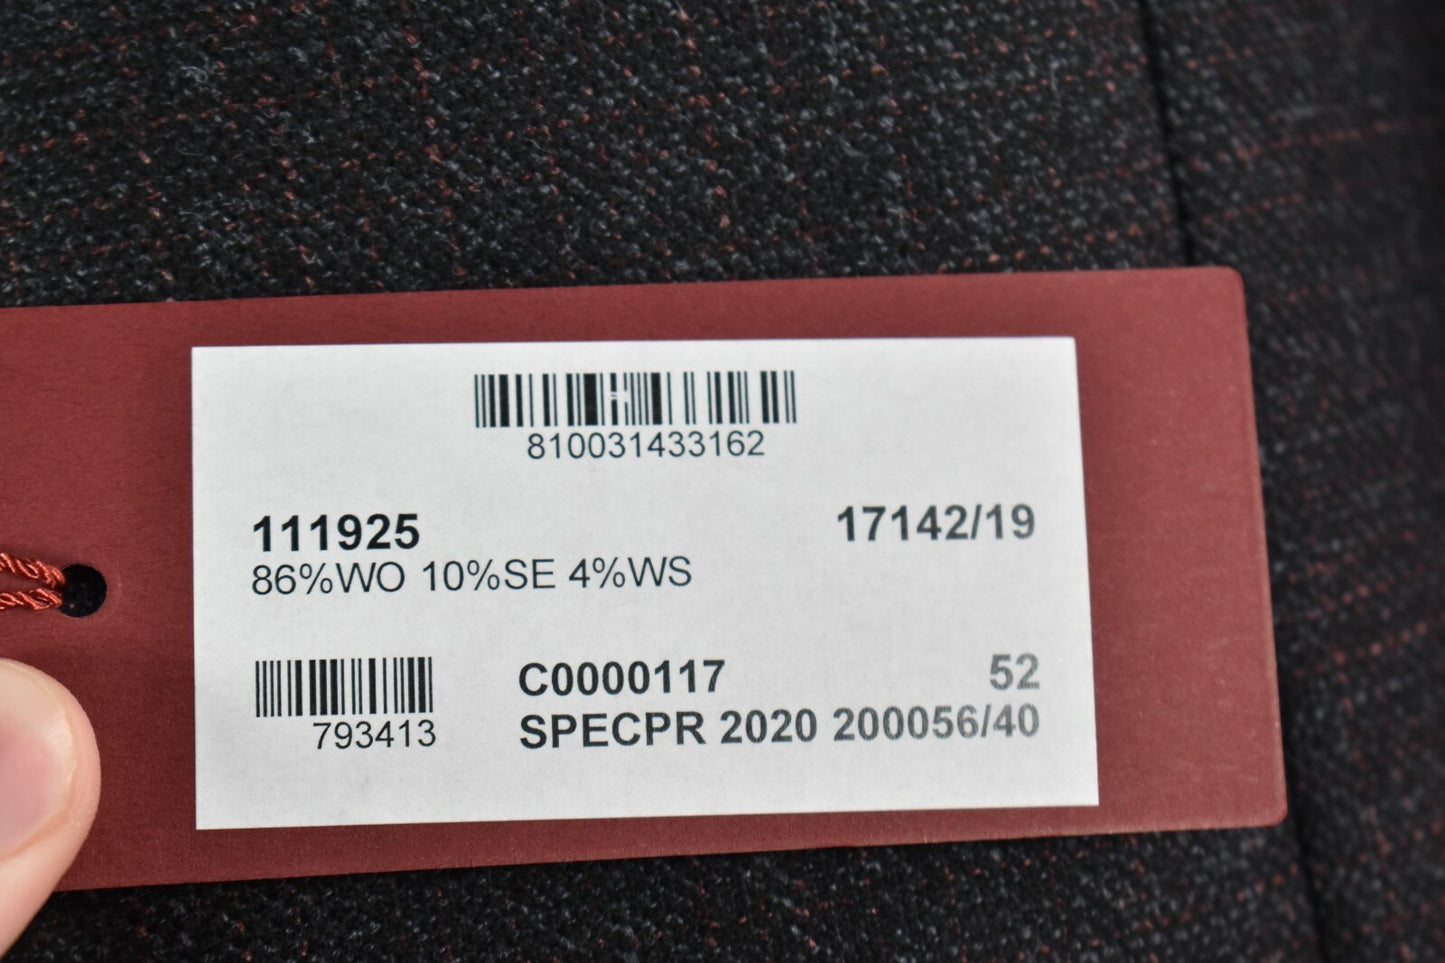 810031433162
111925 17142/19
86%WO 10%SE 4%WS
C0000117 52
793413 SPECPR 2020 200056/40